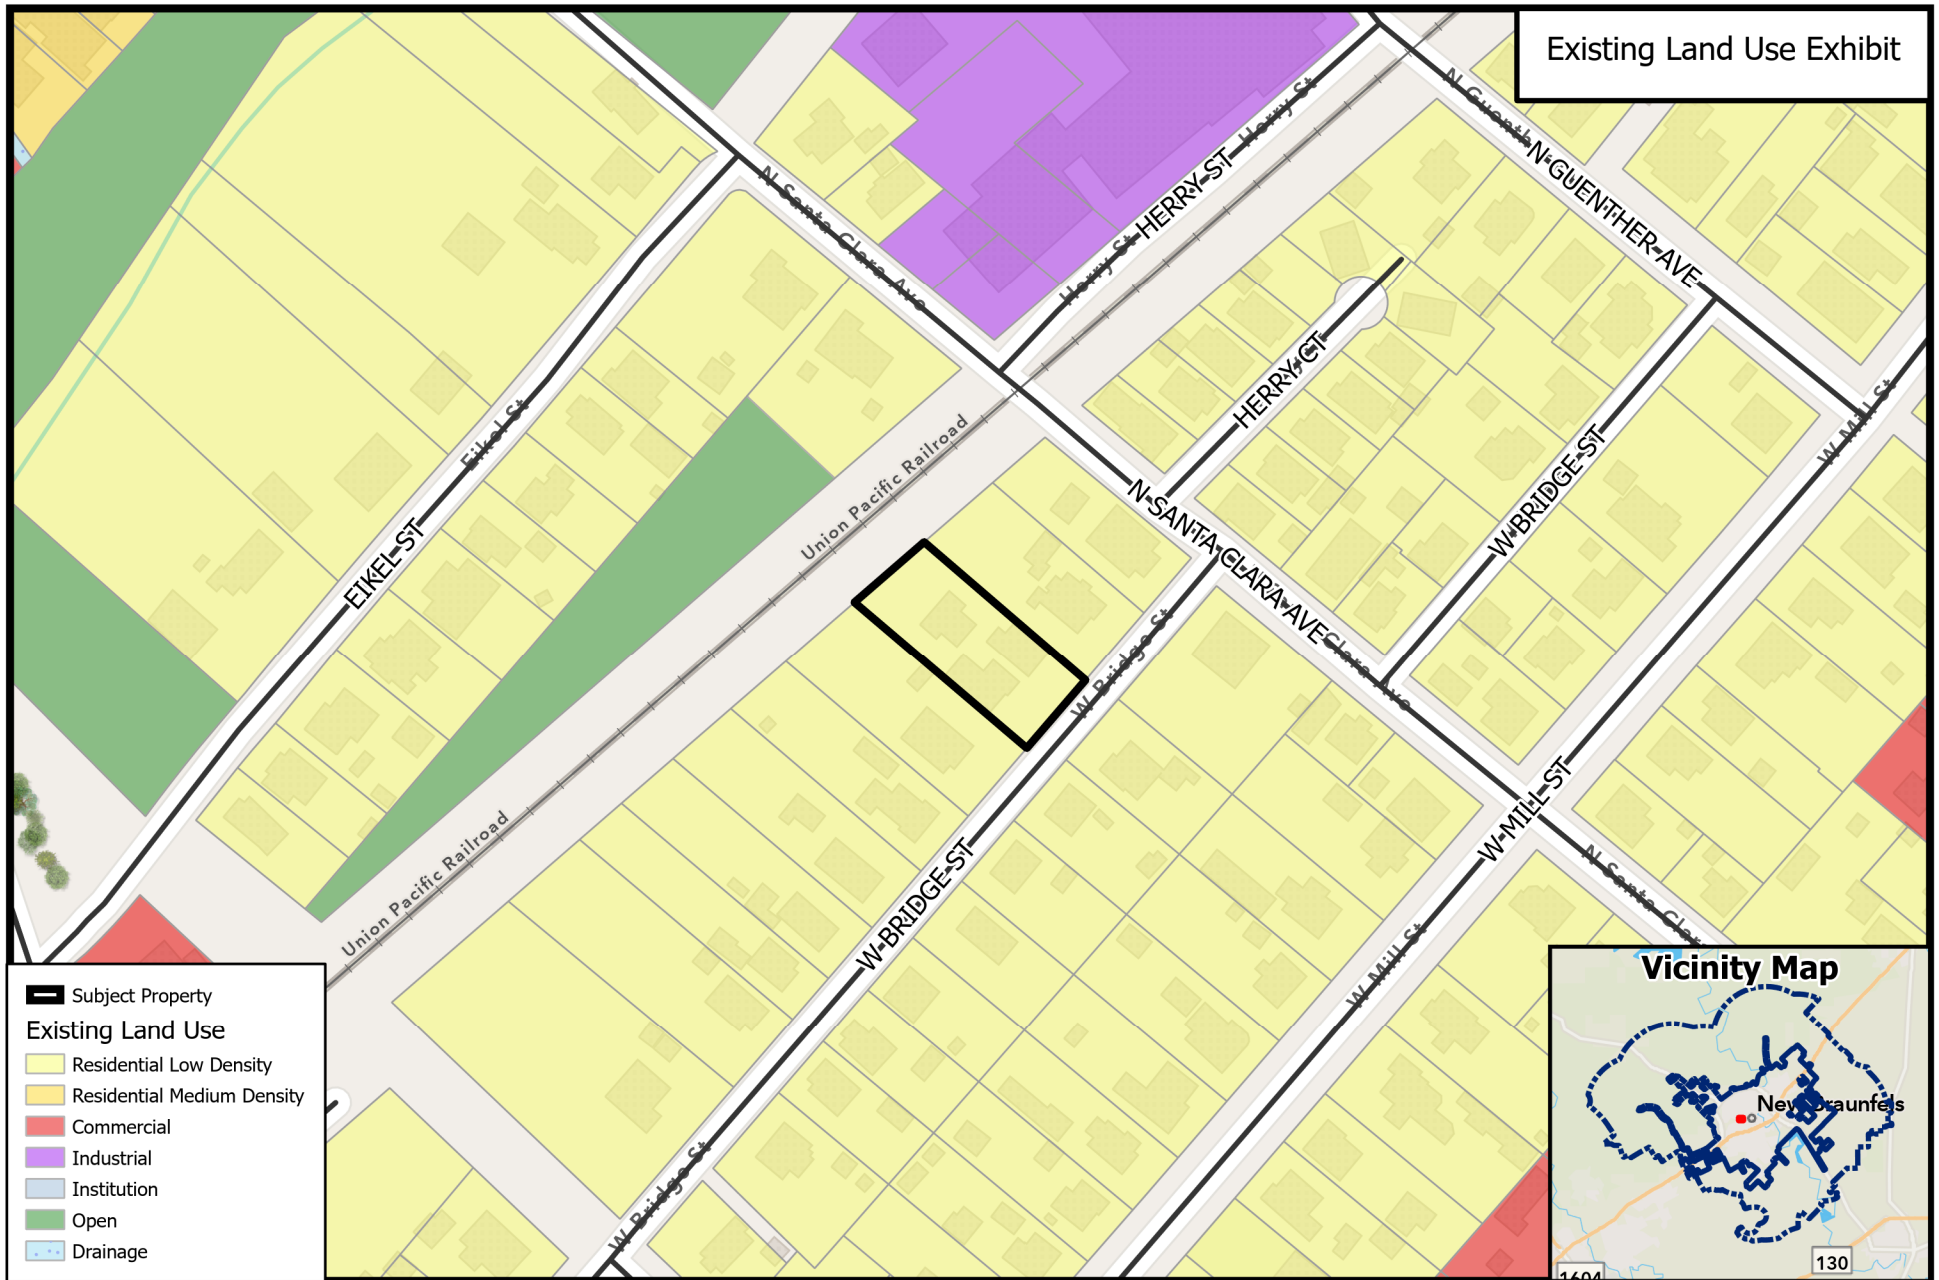 Existing Land Use Exhibit
N Guenth
N GUENTHER AVE
Herry St
HERRY ST
Herry St
N Santa Clara Ave
HERRY CT
W Mill St
Eikel St
EIKEL ST
Union Pacific Railroad
N SANTA CLARA AVE
Clara Ave
W BRIDGE ST
W Bridge St
W MILL ST
Union Pacific Railroad
W BRIDGE ST
N Santa Clar
W Mill St
W Bridge St
Subject Property
Existing Land Use
Residential Low Density
Residential Medium Density
Commercial
Industrial
Institution
Open
Drainage
Vicinity Map
New Braunfels
130
1604